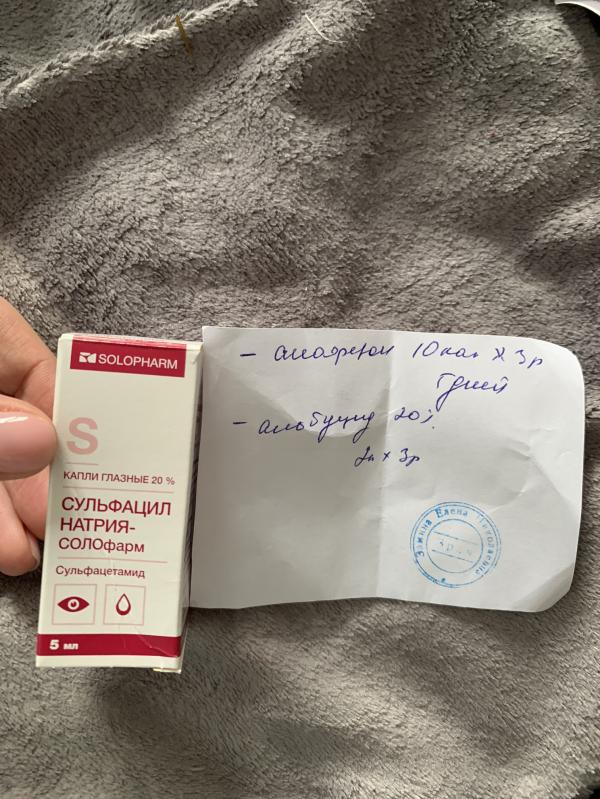 SOLOPHARM
S
КАПЛИ ГЛАЗНЫЕ 20 %
СУЛЬФАЦИЛ
НАТРИЯ-
СОЛОфарм
Сульфацетамид
5 мл
- анаферон 10 кап х 3р
5 дней
- альбуцид 20%
2к х 3р
Елена Николаевна